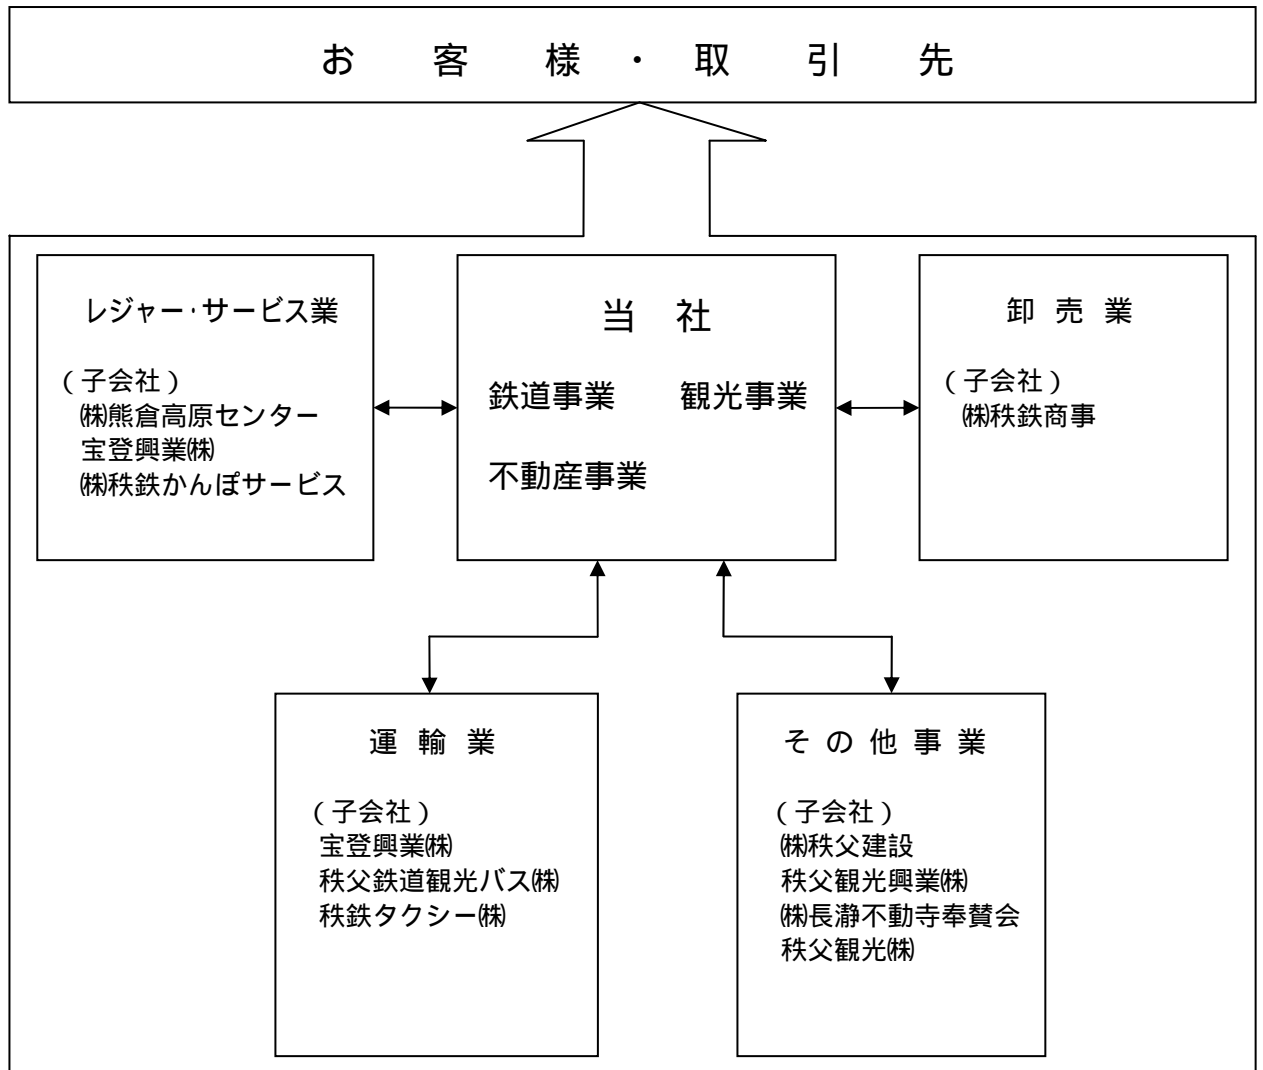 お客様・取引先
レジャー・サービス業
（子会社）
㈱熊倉高原センター
宝登興業㈱
㈱秩鉄かんぽサービス
当社
鉄道事業　観光事業
不動産事業
卸売業
（子会社）
㈱秩鉄商事
運輸業
（子会社）
宝登興業㈱
秩父鉄道観光バス㈱
秩鉄タクシー㈱
その他事業
（子会社）
㈱秩父建設
秩父観光興業㈱
㈱長瀞不動寺奉賛会
秩父観光㈱